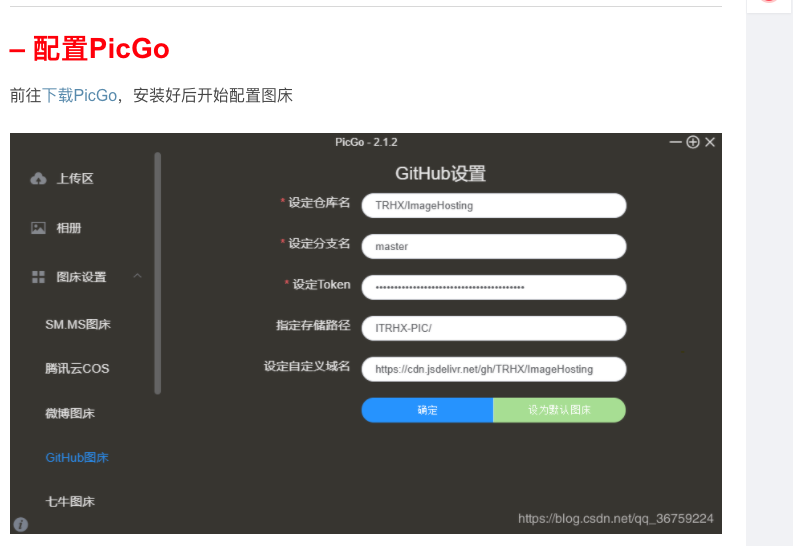 – 配置PicGo
前往下载PicGo，安装好后开始配置图床
PicGo - 2.1.2
上传区
相册
图床设置
SM.MS图床
腾讯云COS
微博图床
GitHub图床
七牛图床
GitHub设置
* 设定仓库名 TRHX/ImageHosting
* 设定分支名 master
* 设定Token ••••••••••••••••••••••••••••••••••••••••
指定存储路径 ITRHX-PIC/
设定自定义域名 https://cdn.jsdelivr.net/gh/TRHX/ImageHosting
确定 设为默认图床
https://blog.csdn.net/qq_36759224